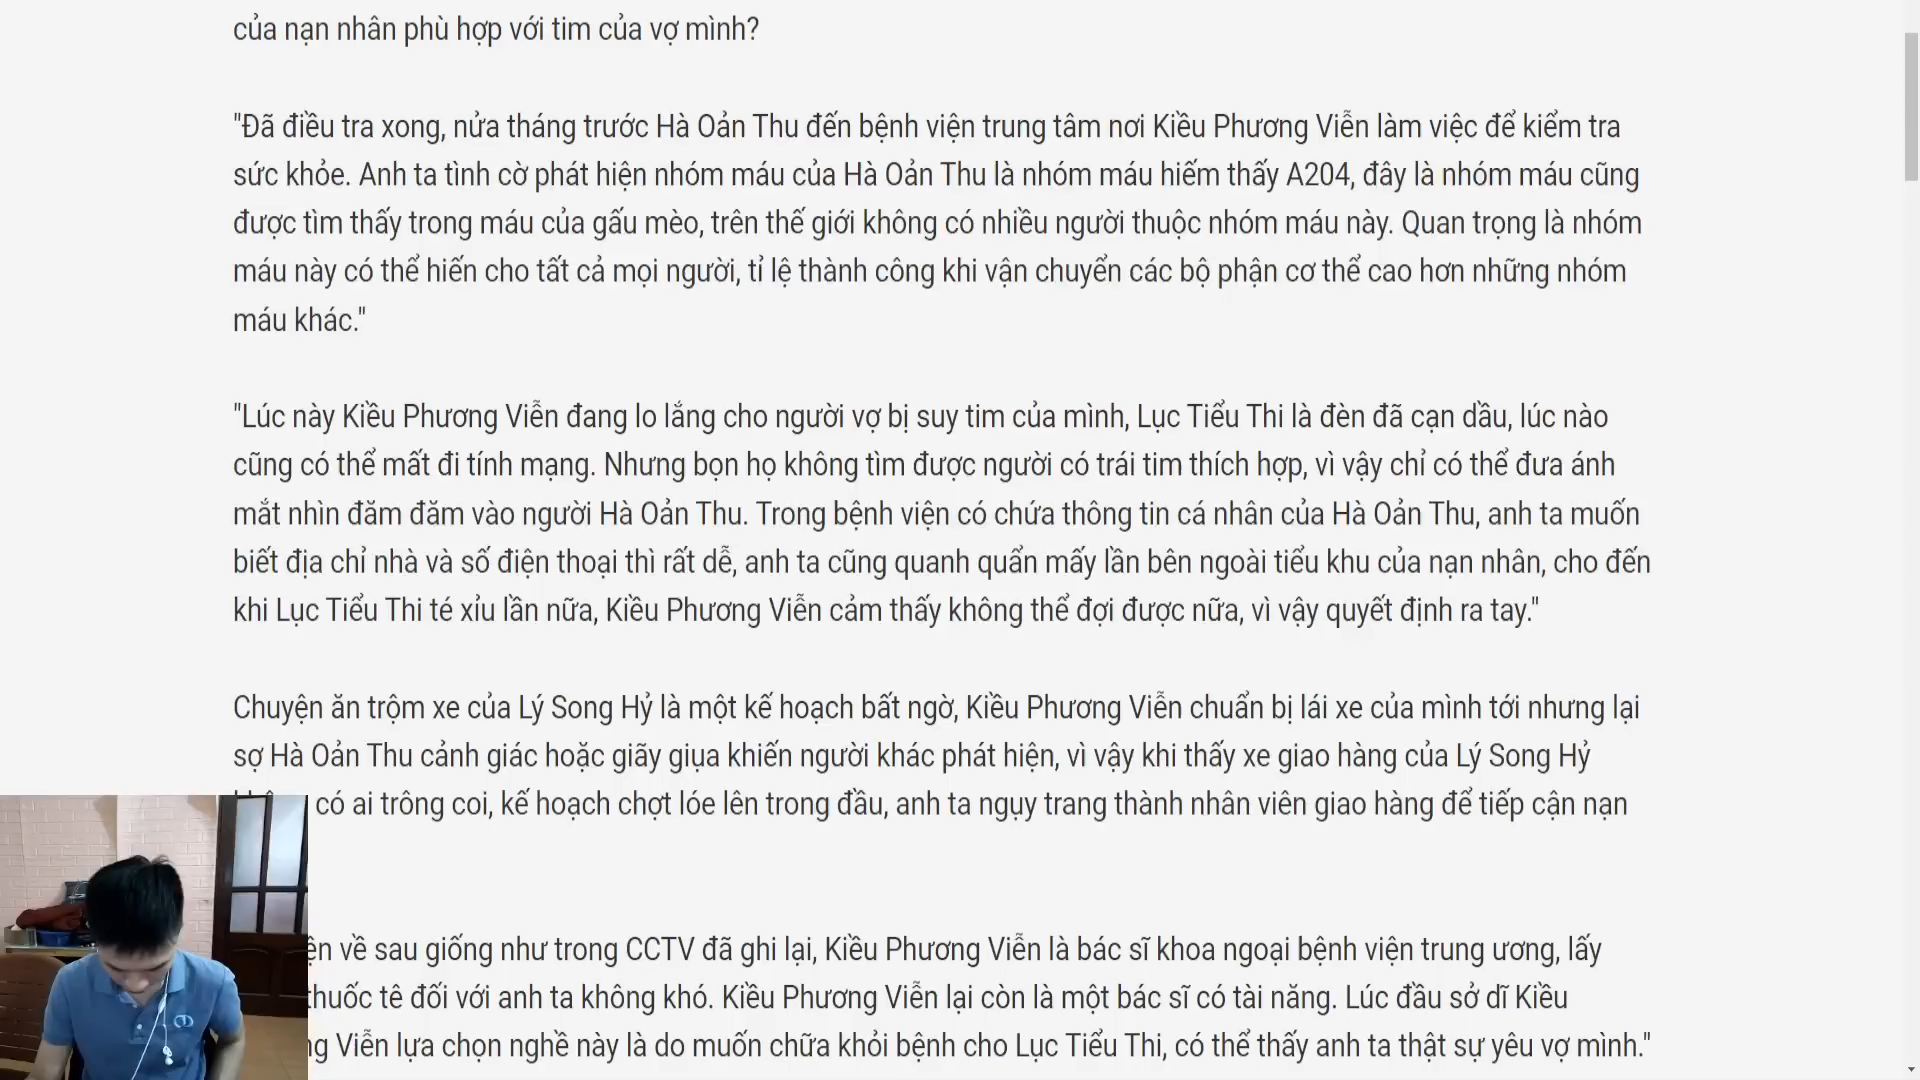 của nạn nhân phù hợp với tim của vợ mình?
"Đã điều tra xong, nửa tháng trước Hà Oản Thu đến bệnh viện trung tâm nơi Kiều Phương Viễn làm việc để kiểm tra
sức khỏe. Anh ta tình cờ phát hiện nhóm máu của Hà Oản Thu là nhóm máu hiếm thấy A204, đây là nhóm máu cũng
được tìm thấy trong máu của gấu mèo, trên thế giới không có nhiều người thuộc nhóm máu này. Quan trọng là nhóm
máu này có thể hiến cho tất cả mọi người, tỉ lệ thành công khi vận chuyển các bộ phận cơ thể cao hơn những nhóm
máu khác."
"Lúc này Kiều Phương Viễn đang lo lắng cho người vợ bị suy tim của mình, Lục Tiểu Thi là đèn đã cạn dầu, lúc nào
cũng có thể mất đi tính mạng. Nhưng bọn họ không tìm được người có trái tim thích hợp, vì vậy chỉ có thể đưa ánh
mắt nhìn đăm đăm vào người Hà Oản Thu. Trong bệnh viện có chứa thông tin cá nhân của Hà Oản Thu, anh ta muốn
biết địa chỉ nhà và số điện thoại thì rất dễ, anh ta cũng quanh quẩn mấy lần bên ngoài tiểu khu của nạn nhân, cho đến
khi Lục Tiểu Thi té xỉu lần nữa, Kiều Phương Viễn cảm thấy không thể đợi được nữa, vì vậy quyết định ra tay."
Chuyện ăn trộm xe của Lý Song Hỷ là một kế hoạch bất ngờ, Kiều Phương Viễn chuẩn bị lái xe của mình tới nhưng lại
sợ Hà Oản Thu cảnh giác hoặc giãy giụa khiến người khác phát hiện, vì vậy khi thấy xe giao hàng của Lý Song Hỷ
có ai trông coi, kế hoạch chợt lóe lên trong đầu, anh ta ngụy trang thành nhân viên giao hàng để tiếp cận nạn
về sau giống như trong CCTV đã ghi lại, Kiều Phương Viễn là bác sĩ khoa ngoại bệnh viện trung ương, lấy
thuốc tê đối với anh ta không khó. Kiều Phương Viễn lại còn là một bác sĩ có tài năng. Lúc đầu sở dĩ Kiều
Viễn lựa chọn nghề này là do muốn chữa khỏi bệnh cho Lục Tiểu Thi, có thể thấy anh ta thật sự yêu vợ mình."